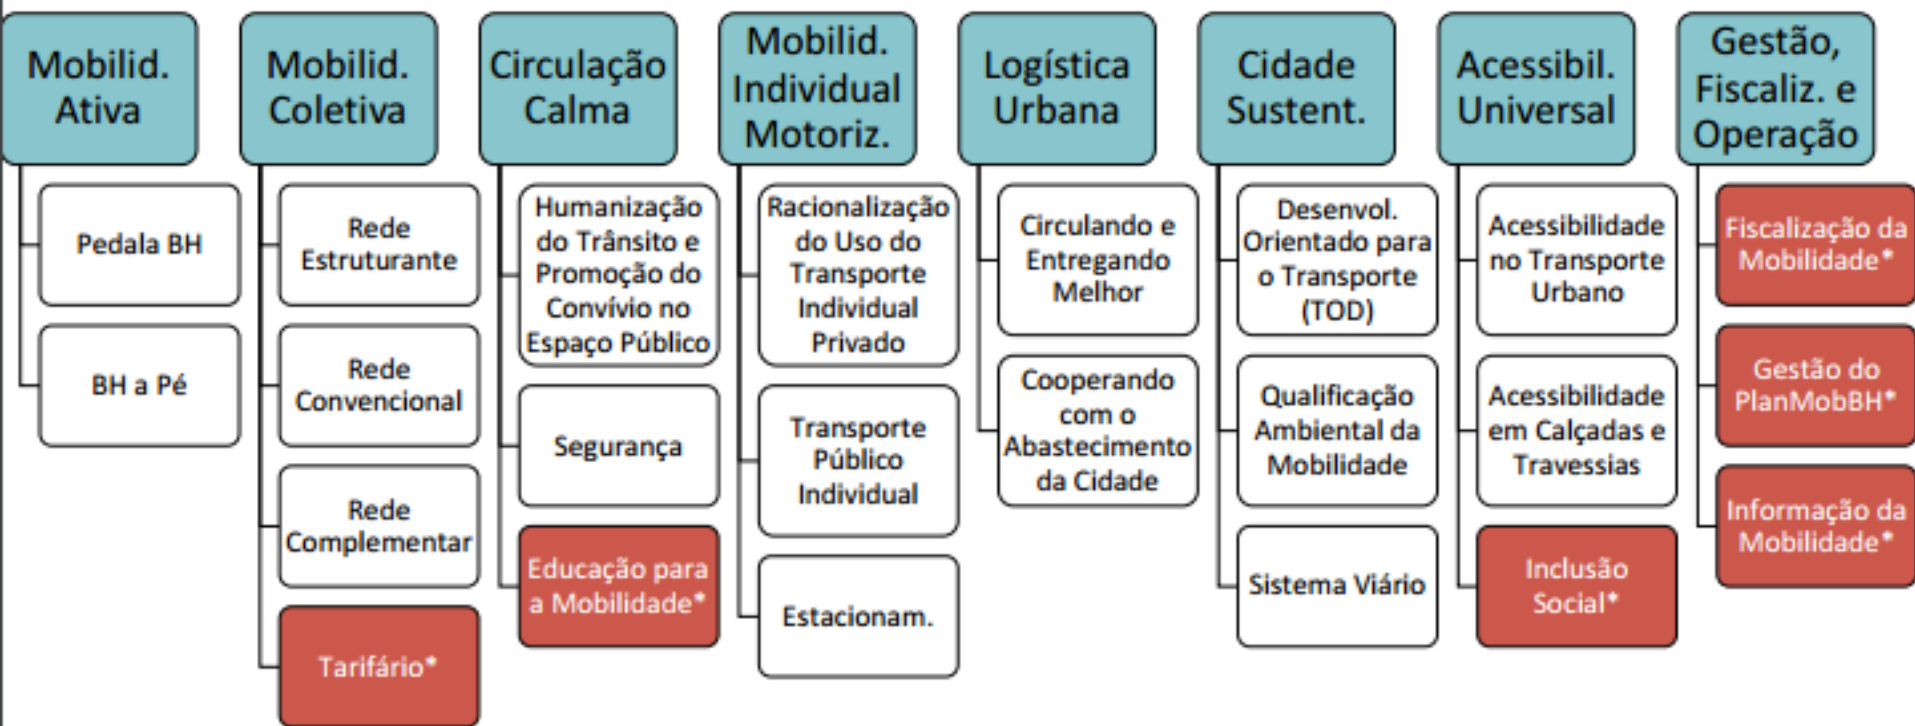 Mobilid.
Ativa
Pedala BH
BH a Pé
Mobilid.
Coletiva
Rede
Estruturante
Rede
Convencional
Rede
Complementar
Tarifário*
Circulação
Calma
Humanização
do Trânsito e
Promoção do
Convívio no
Espaço Público
Segurança
Educação para
a Mobilidade*
Mobilid.
Individual
Motoriz.
Racionalização
do Uso do
Transporte
Individual
Privado
Transporte
Público
Individual
Estacionam.
Logística
Urbana
Circulando e
Entregando
Melhor
Cooperando
com o
Abastecimento
da Cidade
Cidade
Sustent.
Desenvol.
Orientado para
o Transporte
(TOD)
Qualificação
Ambiental da
Mobilidade
Sistema Viário
Acessibil.
Universal
Acessibilidade
no Transporte
Urbano
Acessibilidade
em Calçadas e
Travessias
Inclusão
Social*
Gestão,
Fiscaliz. e
Operação
Fiscalização da
Mobilidade*
Gestão do
PlanMobBH*
Informação da
Mobilidade*